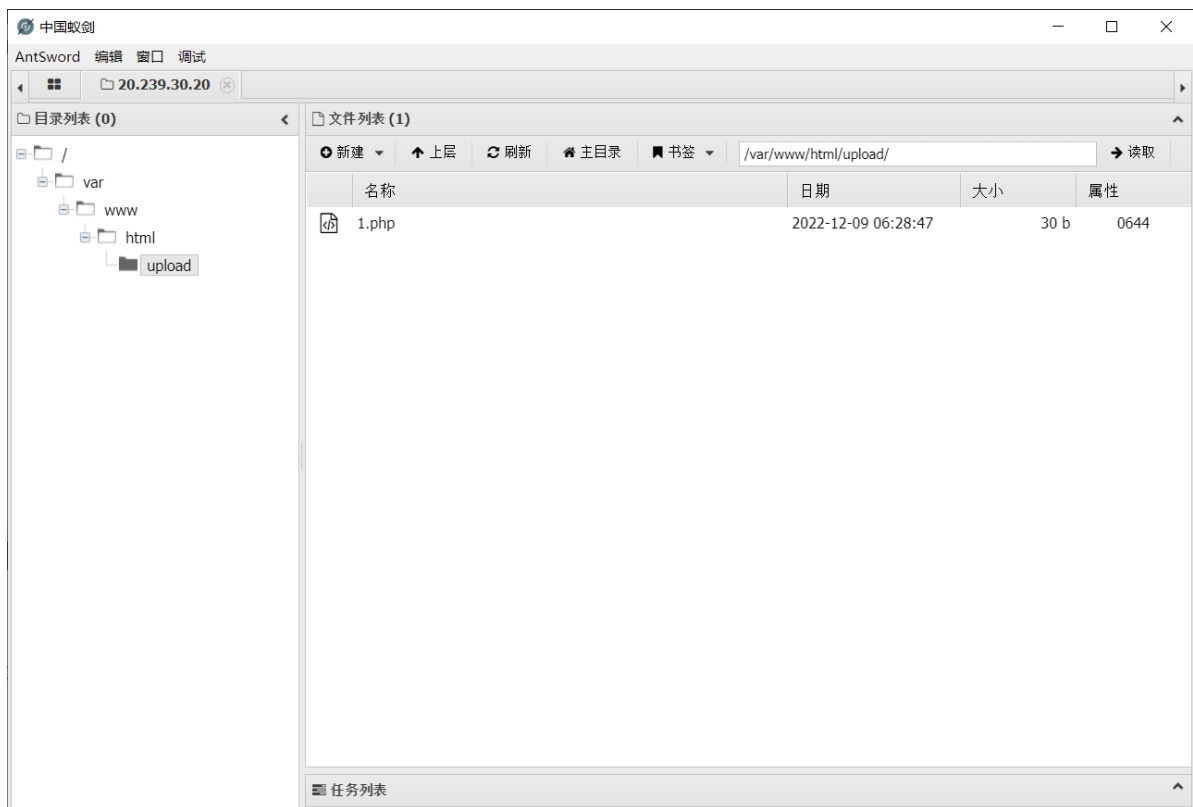 中国蚁剑
AntSword 编辑 窗口 调试
20.239.30.20
目录列表 (0)
文件列表 (1)
新建 上层 刷新 主目录 书签 /var/www/html/upload/ 读取
/
var
www
html
upload
名称 日期 大小 属性
1.php 2022-12-09 06:28:47 30 b 0644
任务列表